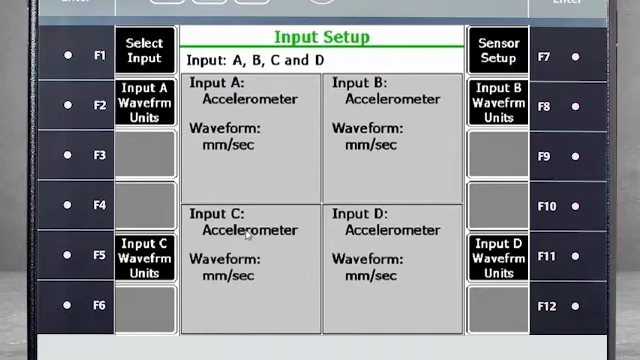 Enter
Enter
Input Setup
Input: A, B, C and D
F1
Select
Input
F2
Input A
Wavefrm
Units
F3
F4
F5
Input C
Wavefrm
Units
F6
Input A:
Accelerometer
Waveform:
mm/sec
Input B:
Accelerometer
Waveform:
mm/sec
Input C:
Accelerometer
Waveform:
mm/sec
Input D:
Accelerometer
Waveform:
mm/sec
Sensor
Setup
F7
Input B
Wavefrm
Units
F8
F9
F10
Input D
Wavefrm
Units
F11
F12